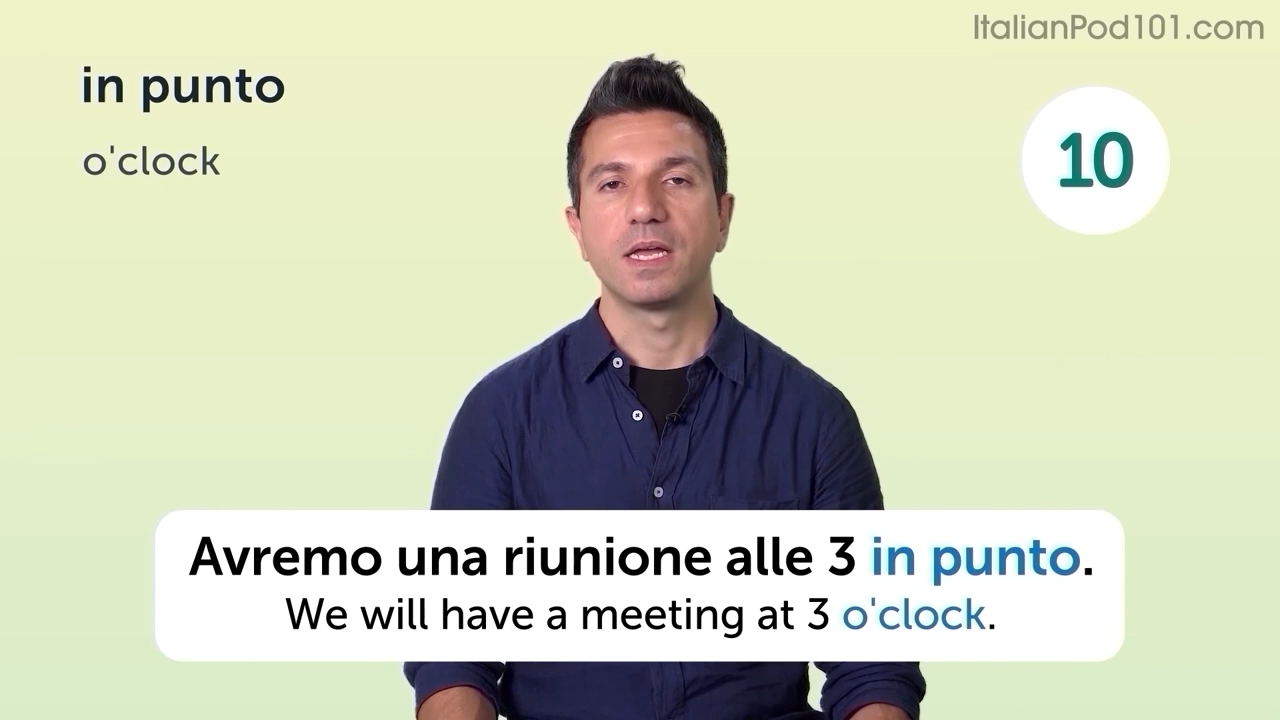 ItalianPod101.com
in punto
o'clock
10
Avremo una riunione alle 3 in punto.
We will have a meeting at 3 o'clock.